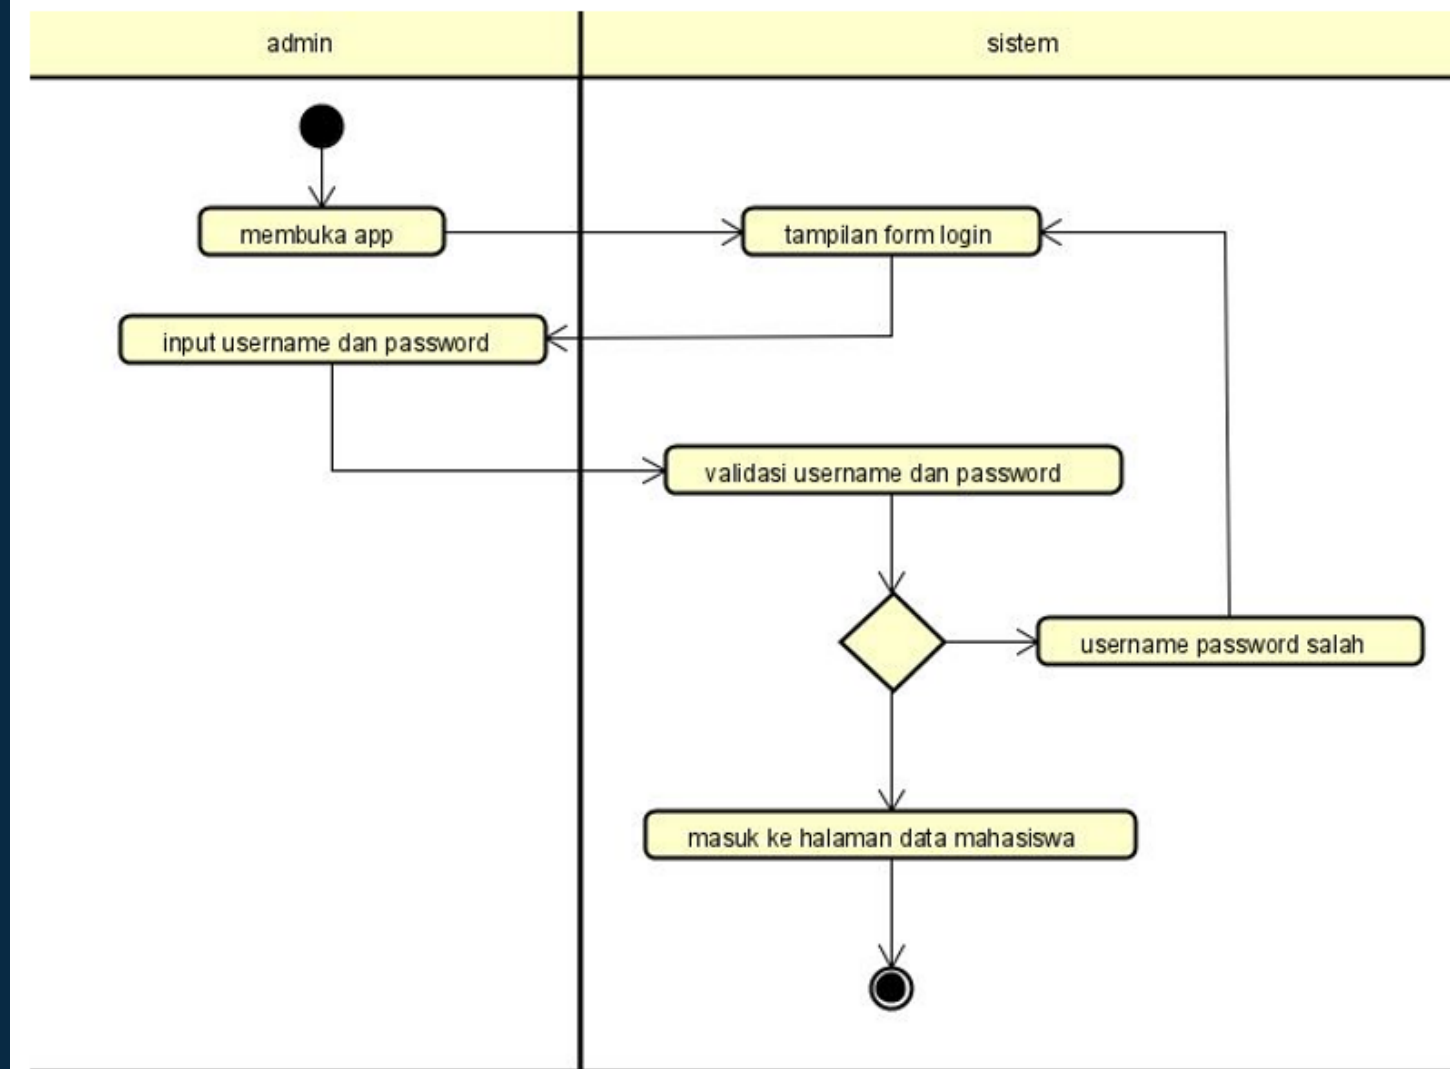 admin
sistem
membuka app
tampilan form login
input username dan password
validasi username dan password
username password salah
masuk ke halaman data mahasiswa